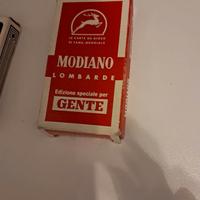 LE CARTE DA GIOCO
DI FAMA MONDIALE
MODIANO
LOMBARDE
Edizione speciale per
GENTE